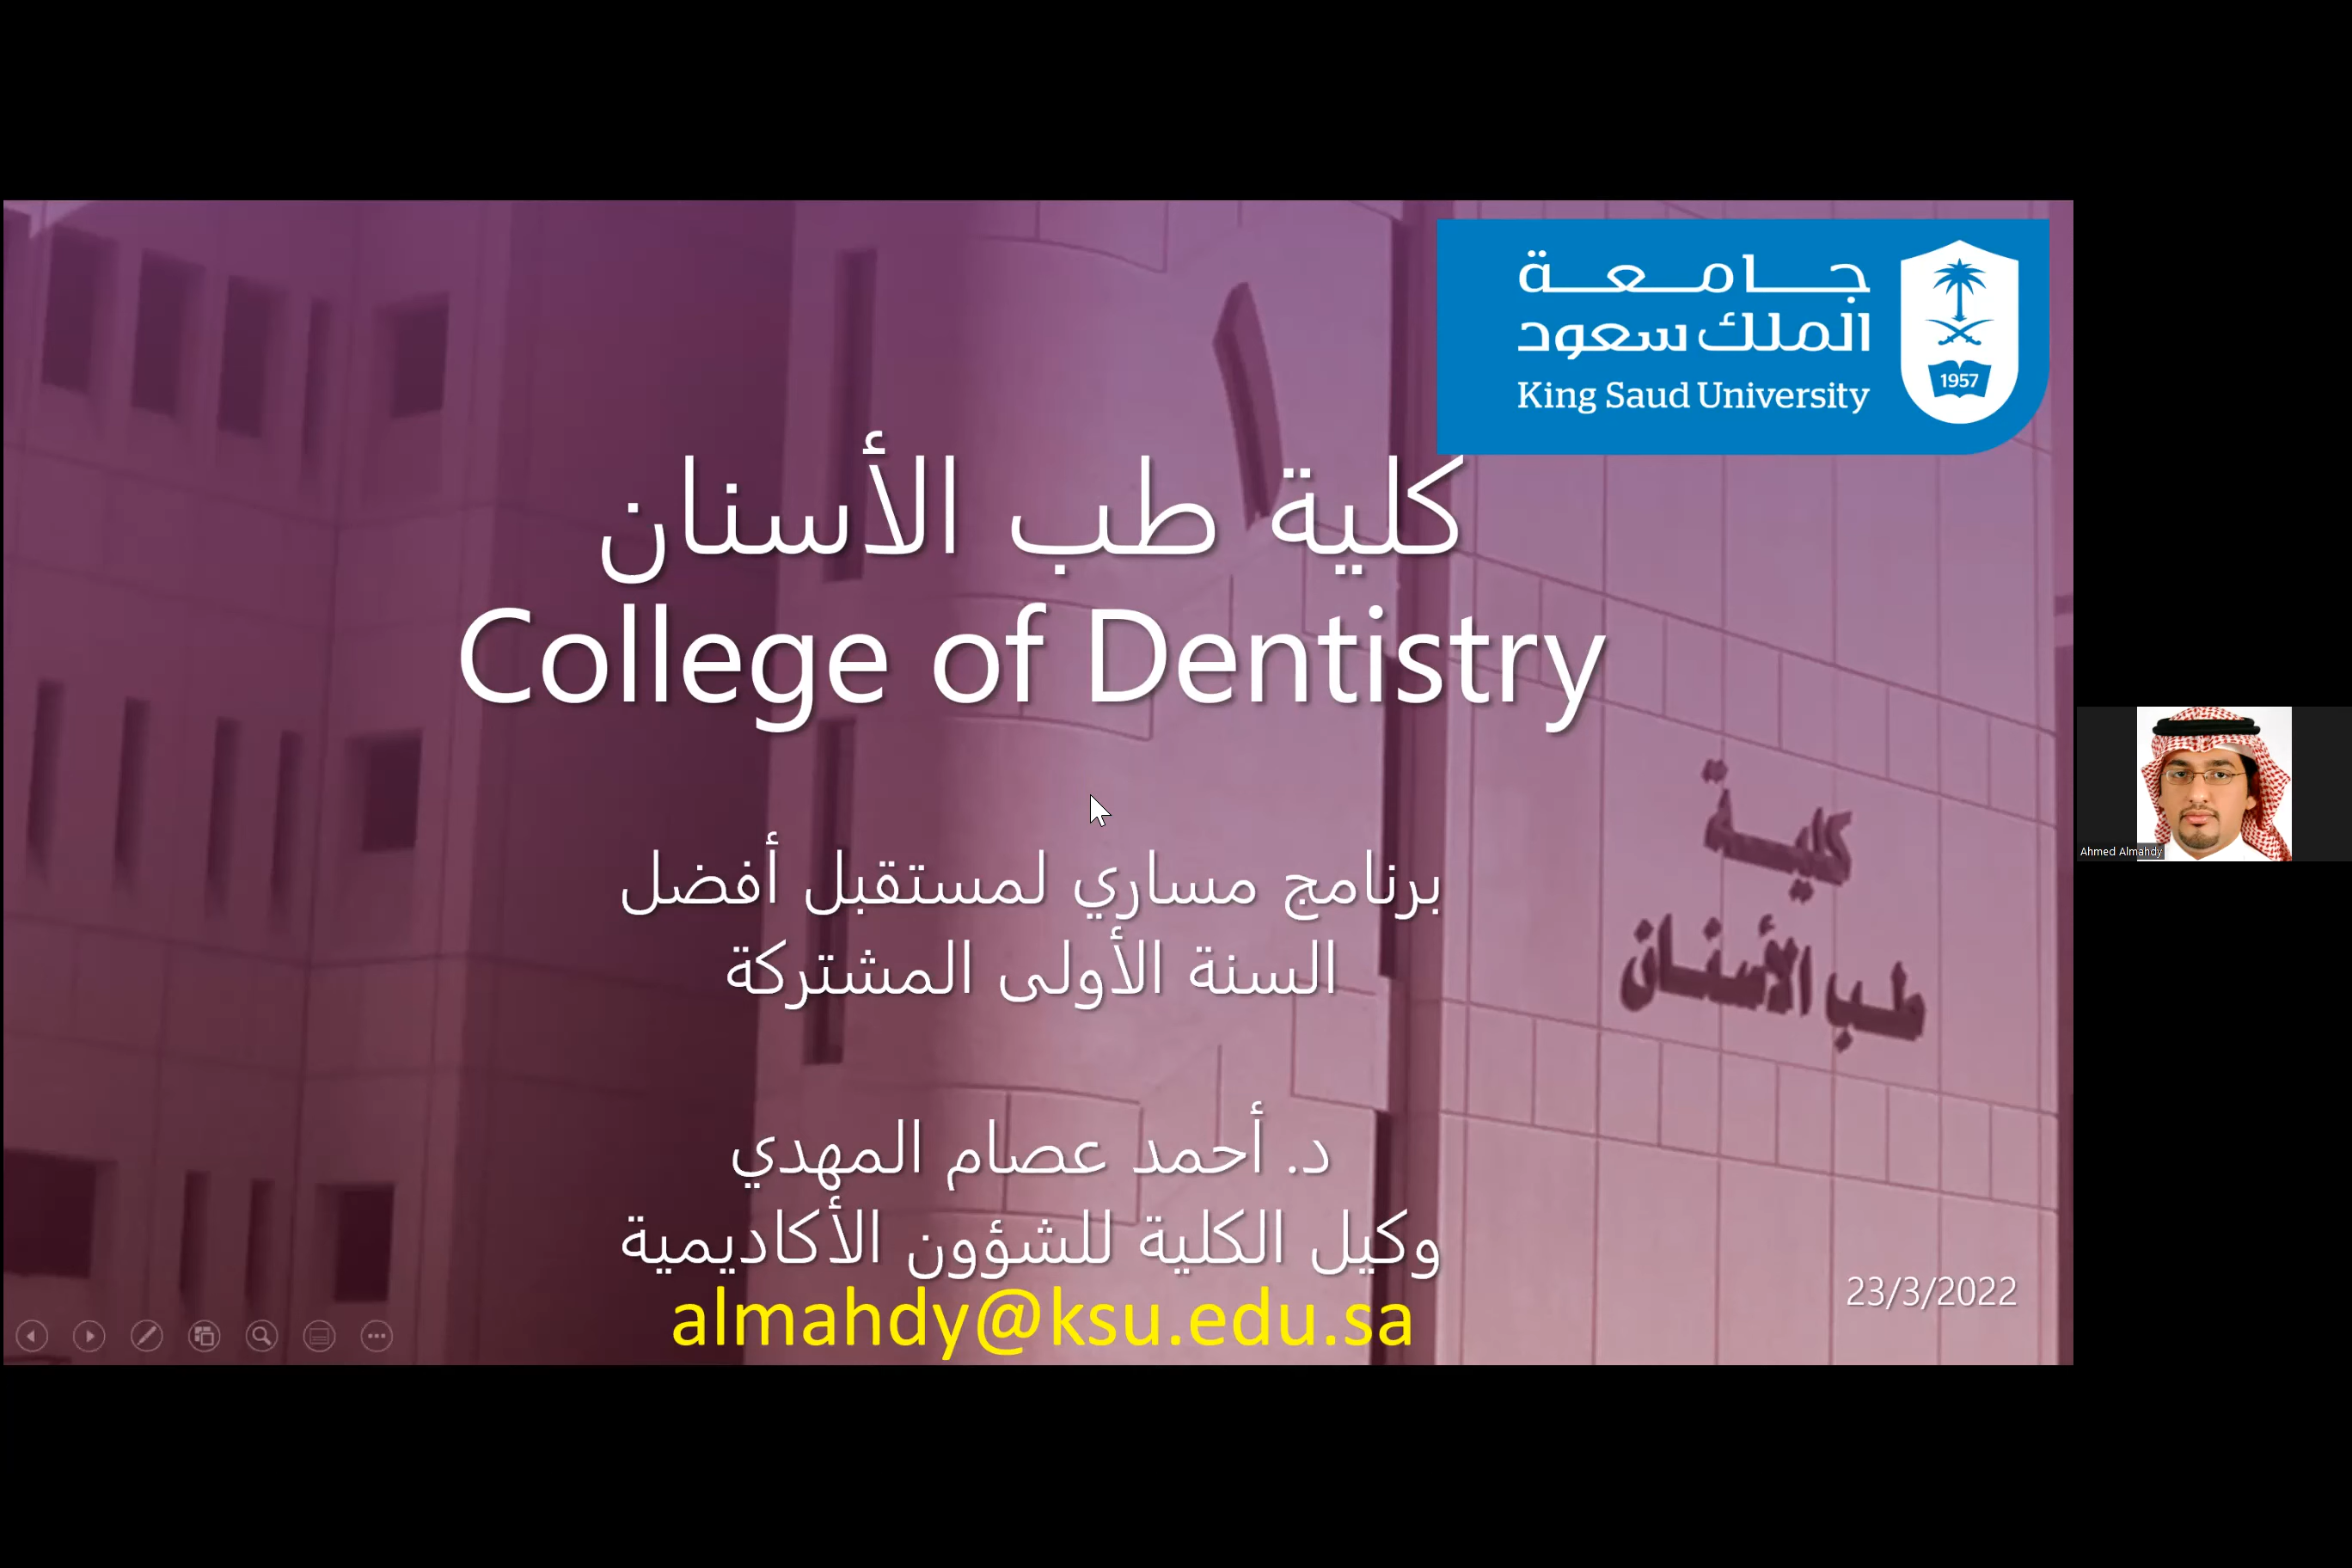 جامعة
الملك سعود
King Saud University
1957
كلية طب الأسنان
College of Dentistry
كلية
طب الأسنان
برنامج مساري لمستقبل أفضل
السنة الأولى المشتركة
د. أحمد عصام المهدي
وكيل الكلية للشؤون الأكاديمية
almahdy@ksu.edu.sa
23/3/2022
Ahmed Almahdy